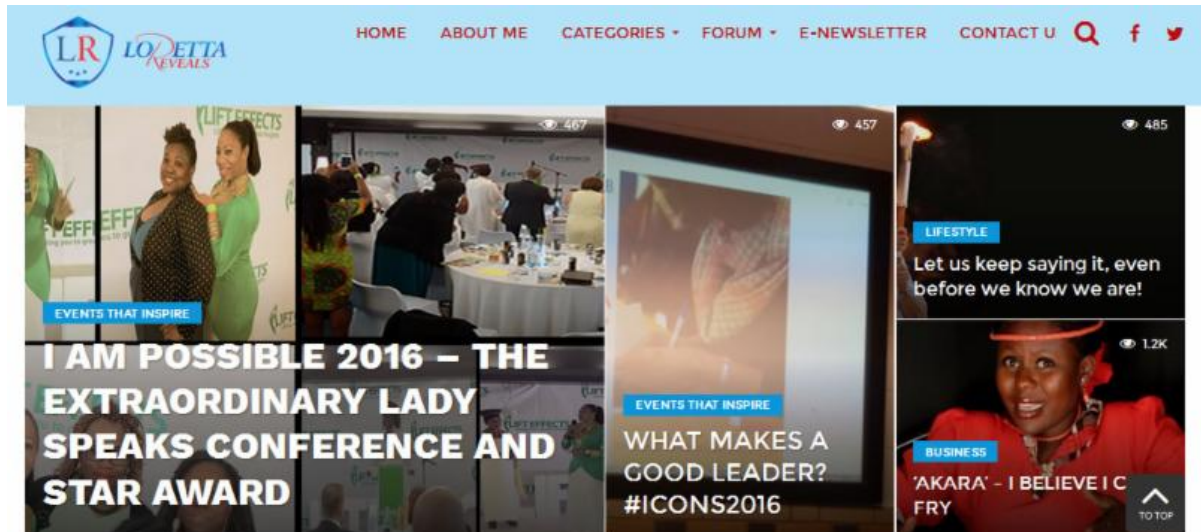 LR
LORETTA
REVEALS
HOME ABOUT ME CATEGORIES FORUM E-NEWSLETTER CONTACT U
LIFT EFFECTS
467
457
485
LIFESTYLE
Let us keep saying it, even
before we know we are!
EVENTS THAT INSPIRE
I AM POSSIBLE 2016 – THE
EXTRAORDINARY LADY
SPEAKS CONFERENCE AND
STAR AWARD
EVENTS THAT INSPIRE
WHAT MAKES A
GOOD LEADER?
#ICONS2016
1.2K
BUSINESS
'AKARA' - I BELIEVE I C
FRY
TO TOP